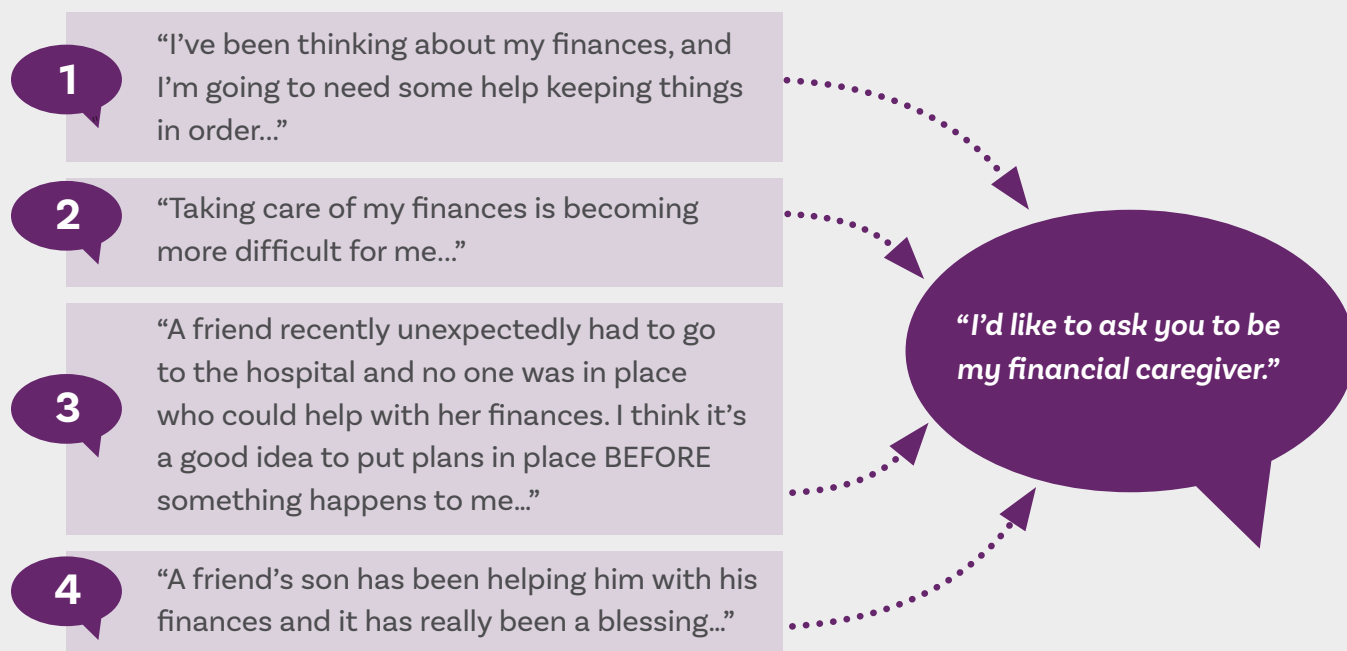 1
“I’ve been thinking about my finances, and
I’m going to need some help keeping things
in order...”
2
“Taking care of my finances is becoming
more difficult for me...”
3
“A friend recently unexpectedly had to go
to the hospital and no one was in place
who could help with her finances. I think it’s
a good idea to put plans in place BEFORE
something happens to me...”
4
“A friend’s son has been helping him with his
finances and it has really been a blessing...”
“I’d like to ask you to be
my financial caregiver.”